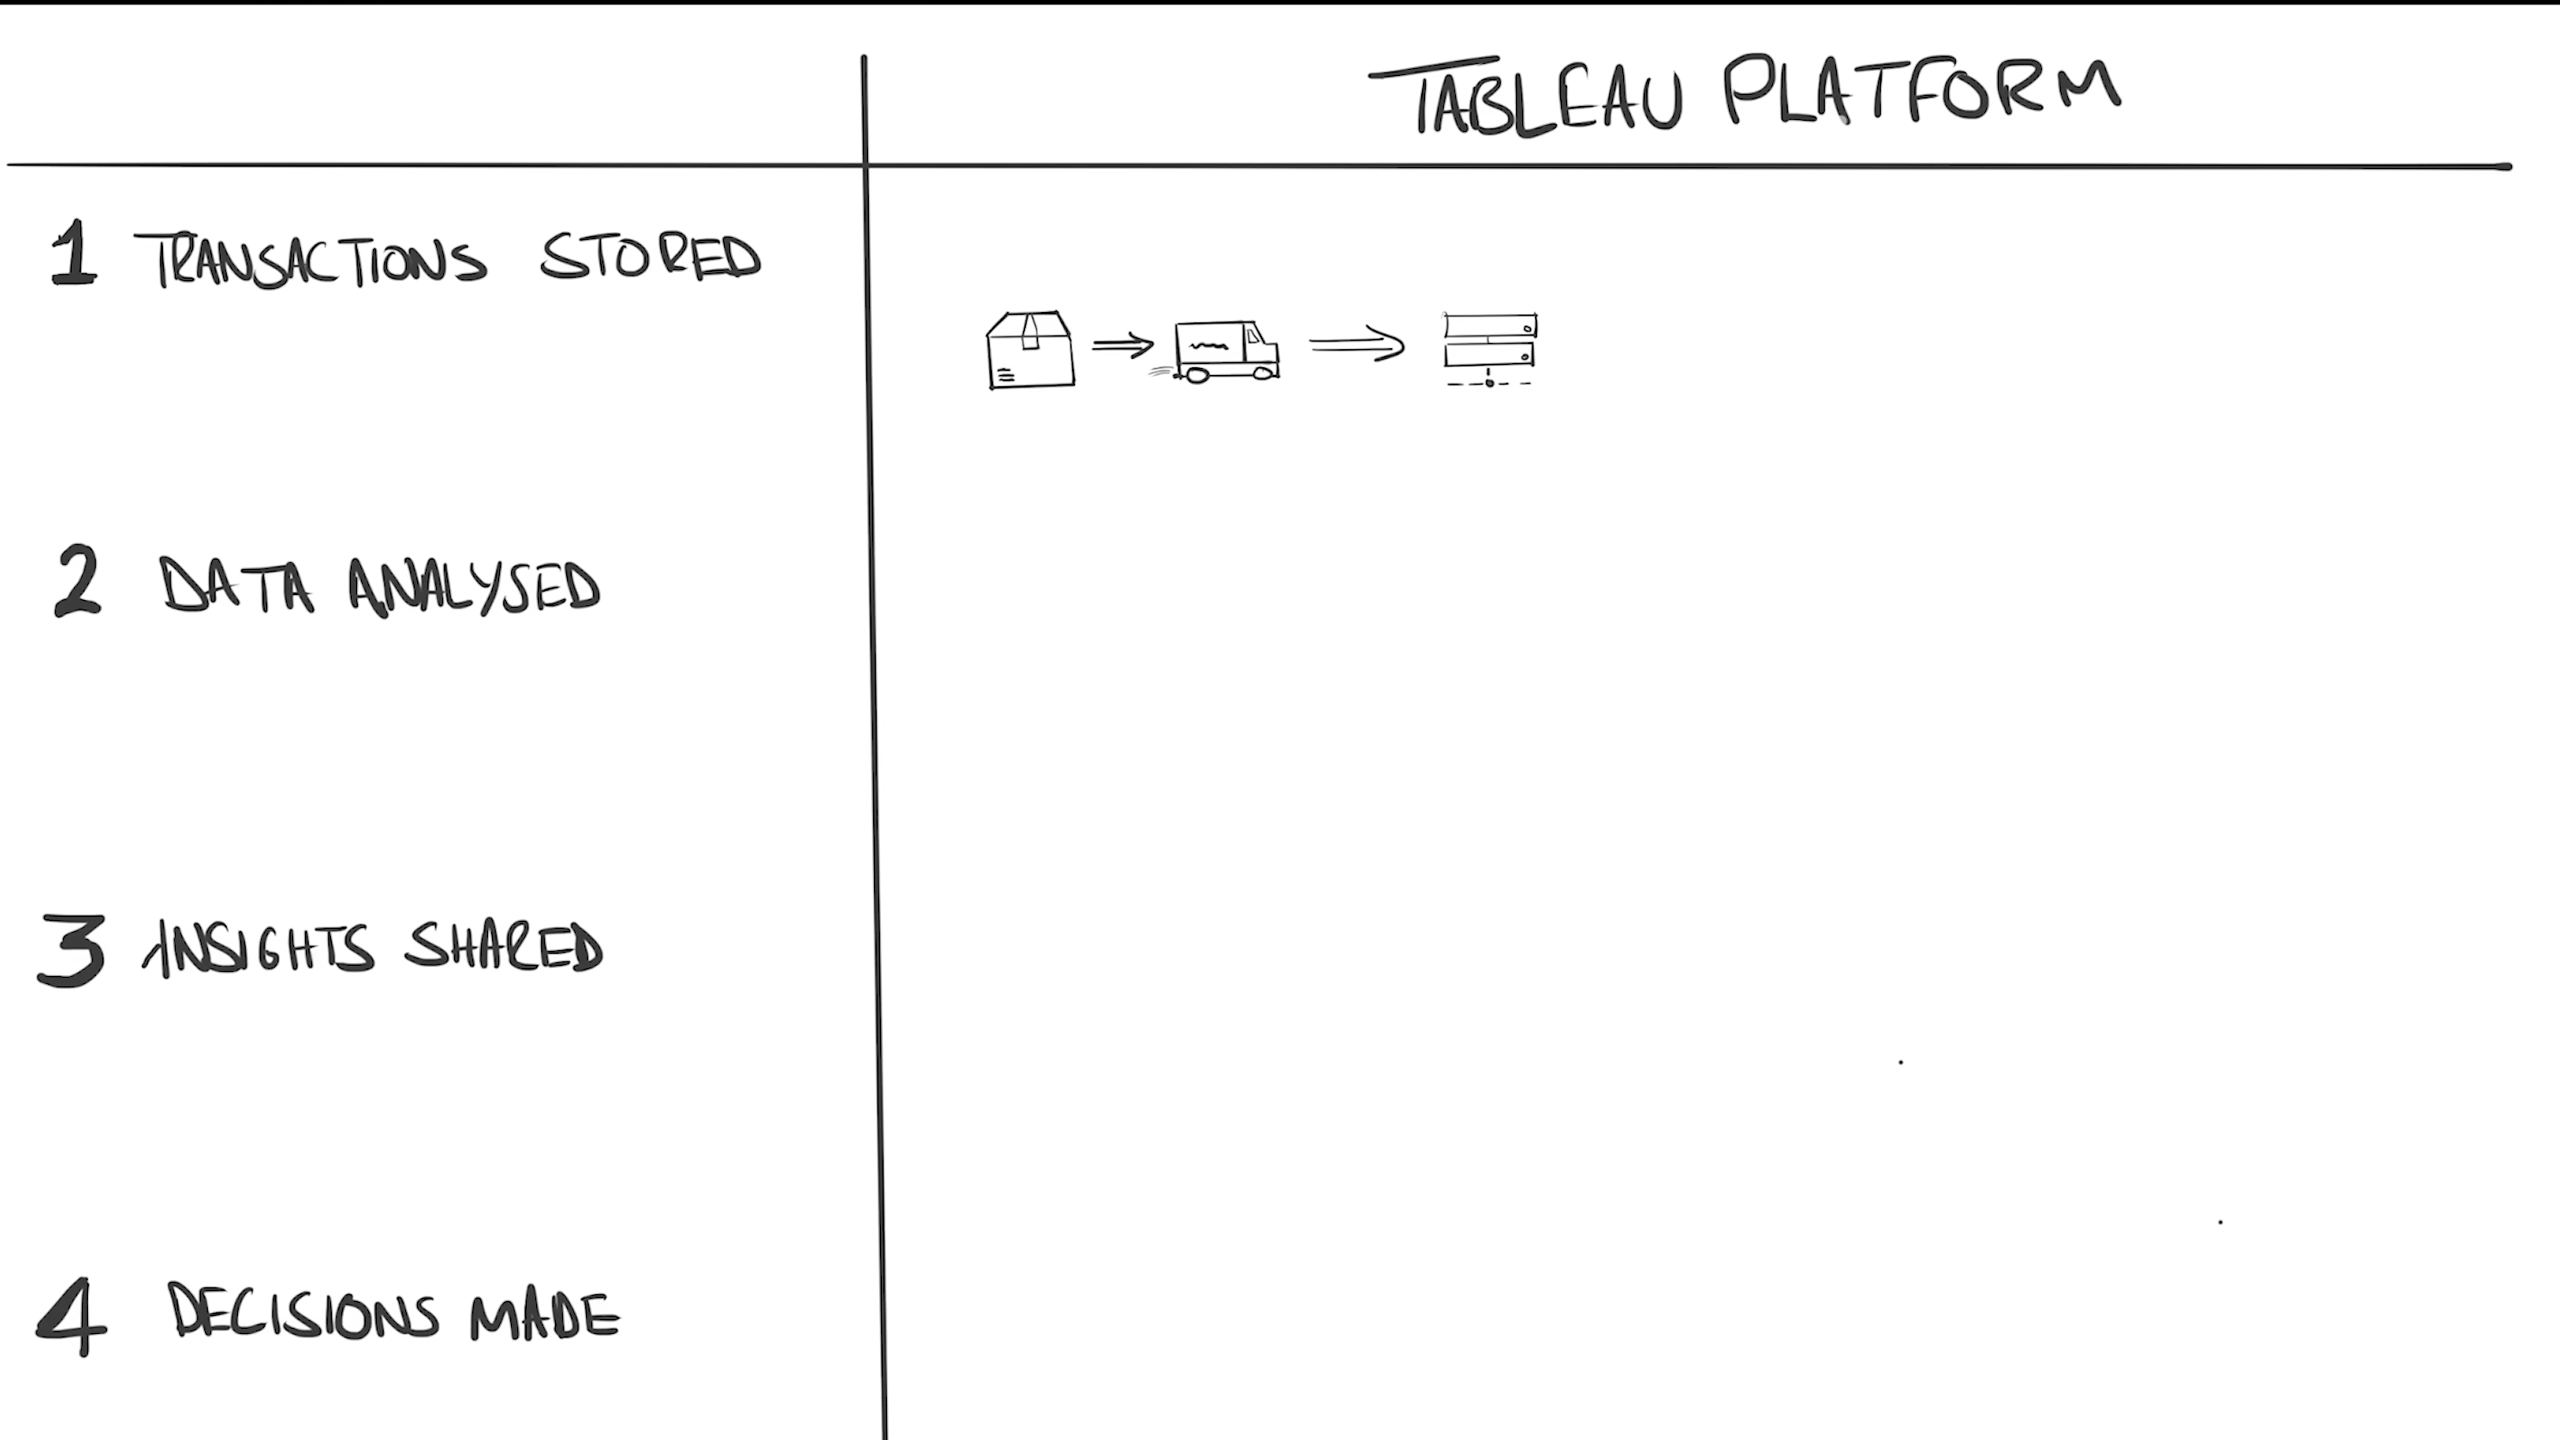 TABLEAU PLATFORM
1 TRANSACTIONS STORED
2 DATA ANALYSED
3 INSIGHTS SHARED
4 DECISIONS MADE